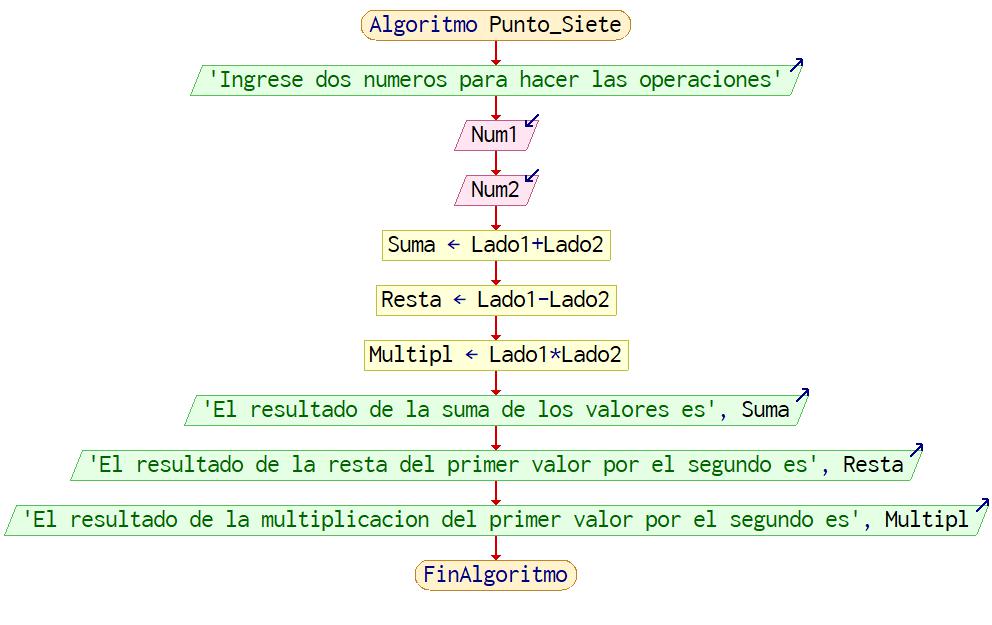 Algoritmo Punto_Siete
'Ingrese dos numeros para hacer las operaciones'
Num1
Num2
Suma ← Lado1+Lado2
Resta ← Lado1-Lado2
Multipl ← Lado1*Lado2
'El resultado de la suma de los valores es', Suma
'El resultado de la resta del primer valor por el segundo es', Resta
'El resultado de la multiplicacion del primer valor por el segundo es', Multipl
FinAlgoritmo